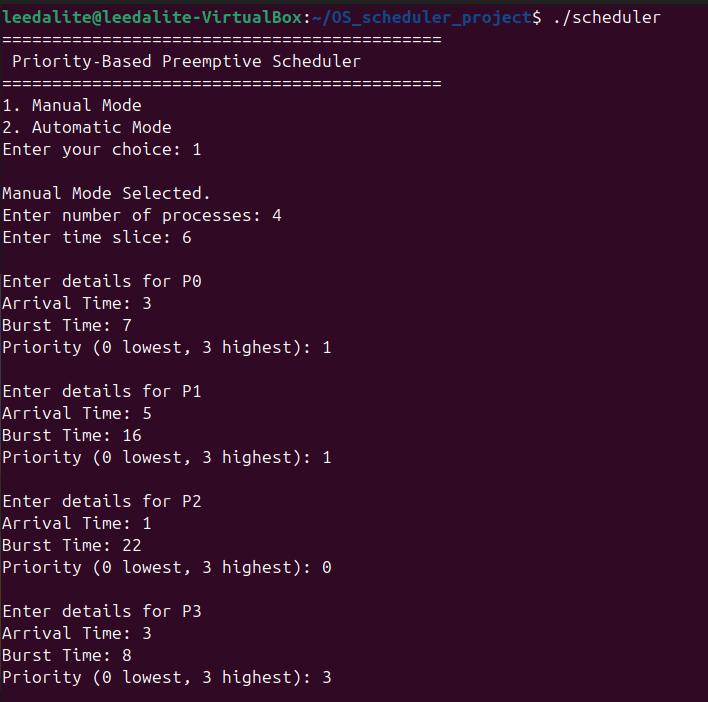 leedalite@leedalite-VirtualBox:~/OS_scheduler_project$ ./scheduler
============================================
 Priority-Based Preemptive Scheduler
============================================
1. Manual Mode
2. Automatic Mode
Enter your choice: 1

Manual Mode Selected.
Enter number of processes: 4
Enter time slice: 6

Enter details for P0
Arrival Time: 3
Burst Time: 7
Priority (0 lowest, 3 highest): 1

Enter details for P1
Arrival Time: 5
Burst Time: 16
Priority (0 lowest, 3 highest): 1

Enter details for P2
Arrival Time: 1
Burst Time: 22
Priority (0 lowest, 3 highest): 0

Enter details for P3
Arrival Time: 3
Burst Time: 8
Priority (0 lowest, 3 highest): 3